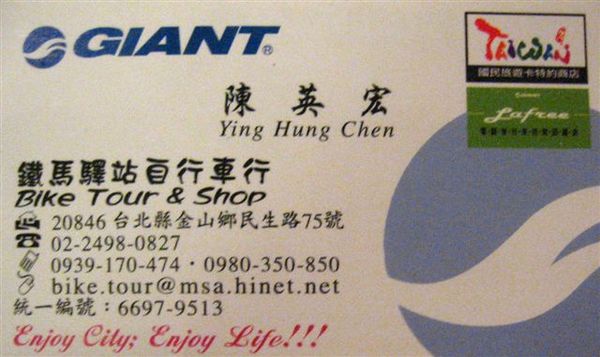 GIANT®
TAIWAN
國民旅遊卡特約商店
GIANT
Lafree
陳英宏
Ying Hung Chen
鐵馬驛站自行車行
Bike Tour & Shop
20846 台北縣金山鄉民生路75號
02-2498-0827
0939-170-474・0980-350-850
bike.tour@msa.hinet.net
統一編號：6697-9513
Enjoy City; Enjoy Life!!!